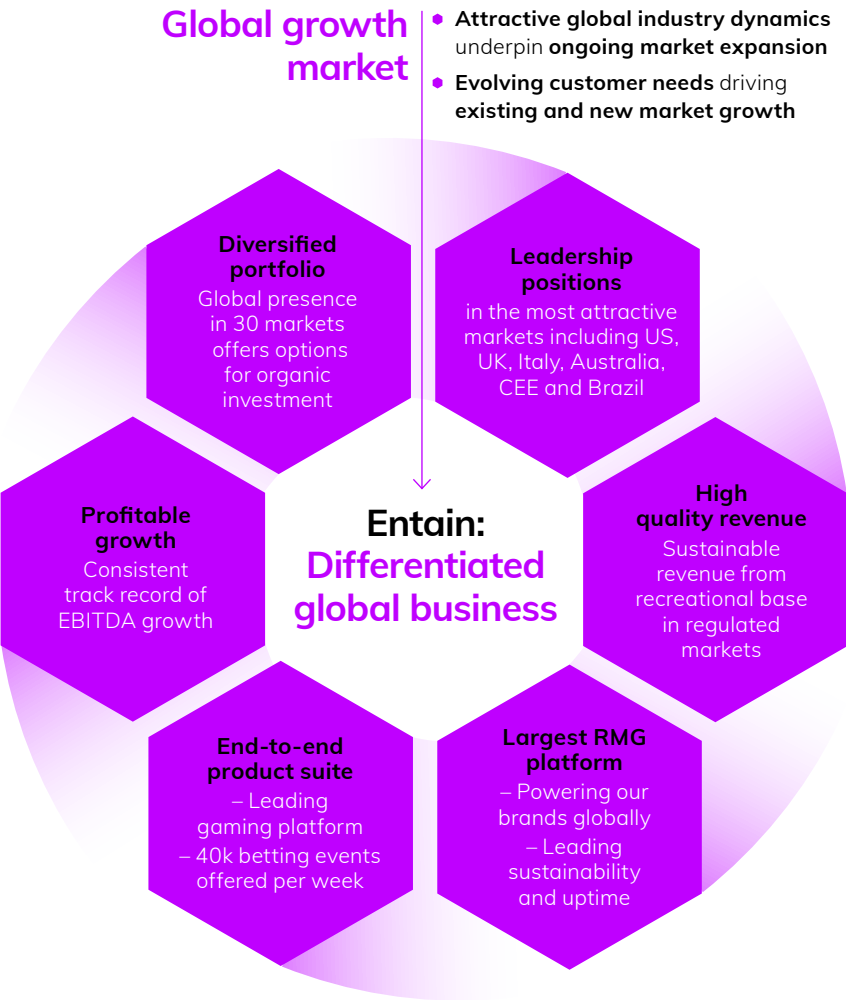 Global growth
market
Attractive global industry dynamics
underpin ongoing market expansion
Evolving customer needs driving
existing and new market growth
Diversified
portfolio
Global presence
in 30 markets
offers options
for organic
investment
Leadership
positions
in the most attractive
markets including US,
UK, Italy, Australia,
CEE and Brazil
Profitable
growth
Consistent
track record of
EBITDA growth
Entain:
Differentiated
global business
High
quality revenue
Sustainable
revenue from
recreational base
in regulated
markets
End-to-end
product suite
– Leading
gaming platform
– 40k betting events
offered per week
Largest RMG
platform
– Powering our
brands globally
– Leading
sustainability
and uptime